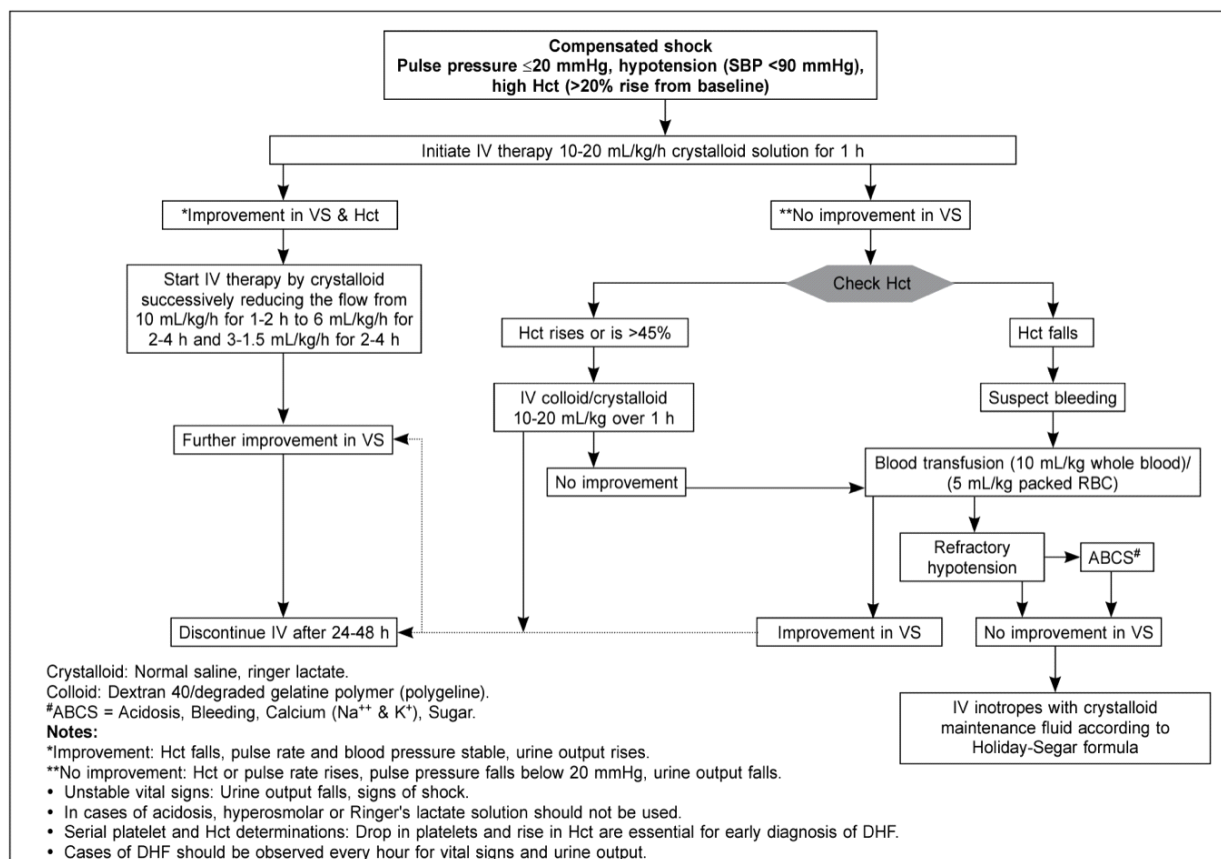 Compensated shock
Pulse pressure ≤20 mmHg, hypotension (SBP <90 mmHg),
high Hct (>20% rise from baseline)
Initiate IV therapy 10-20 mL/kg/h crystalloid solution for 1 h
*Improvement in VS & Hct
**No improvement in VS
Start IV therapy by crystalloid
successively reducing the flow from
10 mL/kg/h for 1-2 h to 6 mL/kg/h for
2-4 h and 3-1.5 mL/kg/h for 2-4 h
Check Hct
Hct rises or is >45%
Hct falls
IV colloid/crystalloid
10-20 mL/kg over 1 h
Suspect bleeding
Further improvement in VS
No improvement
Blood transfusion (10 mL/kg whole blood)/
(5 mL/kg packed RBC)
Refractory
hypotension
ABCS#
Discontinue IV after 24-48 h
Improvement in VS
No improvement in VS
IV inotropes with crystalloid
maintenance fluid according to
Holiday-Segar formula
Crystalloid: Normal saline, ringer lactate.
Colloid: Dextran 40/degraded gelatine polymer (polygeline).
#ABCS = Acidosis, Bleeding, Calcium (Na++ & K+), Sugar.
Notes:
*Improvement: Hct falls, pulse rate and blood pressure stable, urine output rises.
**No improvement: Hct or pulse rate rises, pulse pressure falls below 20 mmHg, urine output falls.
• Unstable vital signs: Urine output falls, signs of shock.
• In cases of acidosis, hyperosmolar or Ringer's lactate solution should not be used.
• Serial platelet and Hct determinations: Drop in platelets and rise in Hct are essential for early diagnosis of DHF.
• Cases of DHF should be observed every hour for vital signs and urine output.